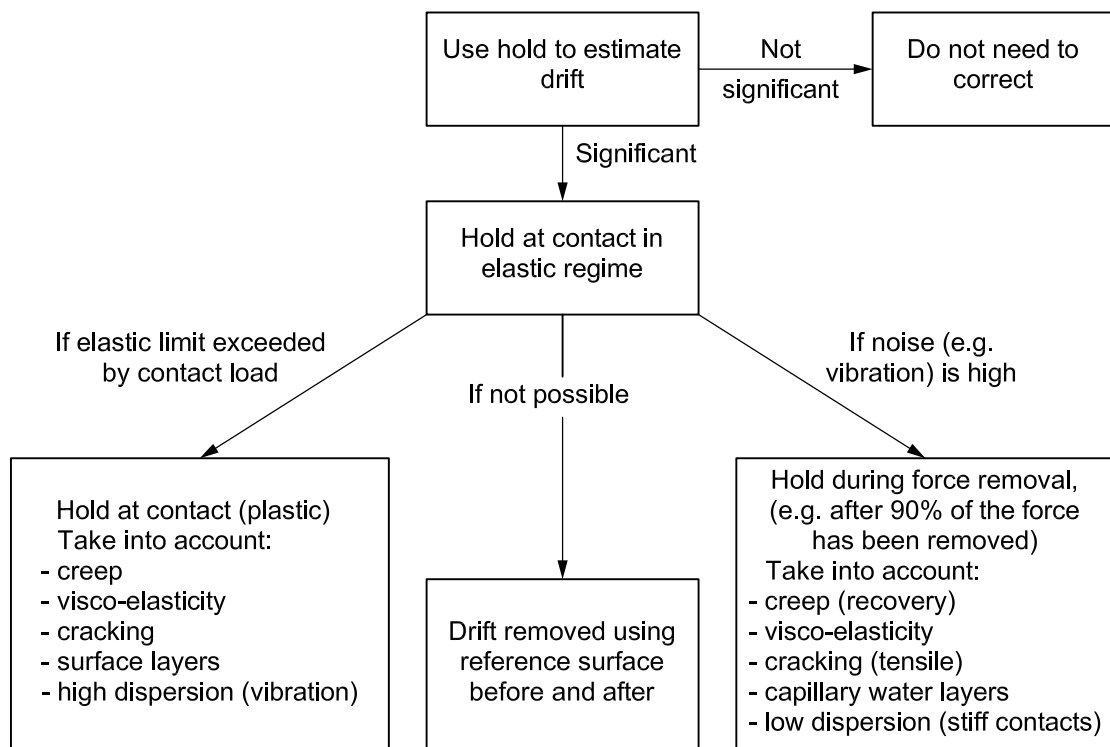 Use hold to estimate
drift
Not
significant
Do not need to
correct
Significant
Hold at contact in
elastic regime
If elastic limit exceeded
by contact load
If not possible
If noise (e.g.
vibration) is high
Hold at contact (plastic)
Take into account:
- creep
- visco-elasticity
- cracking
- surface layers
- high dispersion (vibration)
Drift removed using
reference surface
before and after
Hold during force removal,
(e.g. after 90% of the force
has been removed)
Take into account:
- creep (recovery)
- visco-elasticity
- cracking (tensile)
- capillary water layers
- low dispersion (stiff contacts)